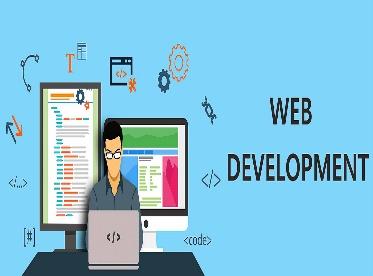 T
</>
WEB
DEVELOPMENT
</...>
</>
[#]
</>
<code>